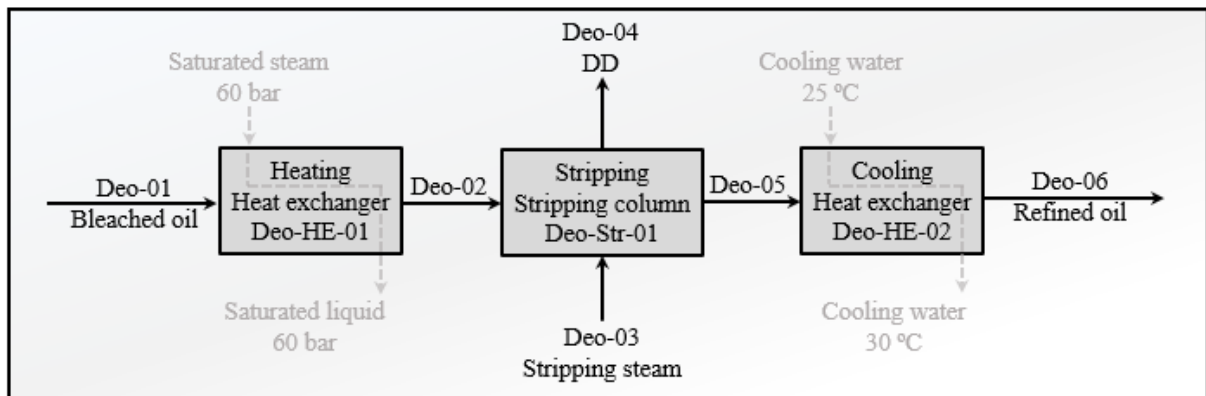 Deo-04
DD
Saturated steam
60 bar
Cooling water
25 ºC
Deo-01
Bleached oil
Heating
Heat exchanger
Deo-HE-01
Deo-02
Stripping
Stripping column
Deo-Str-01
Deo-05
Cooling
Heat exchanger
Deo-HE-02
Deo-06
Refined oil
Saturated liquid
60 bar
Deo-03
Stripping steam
Cooling water
30 ºC